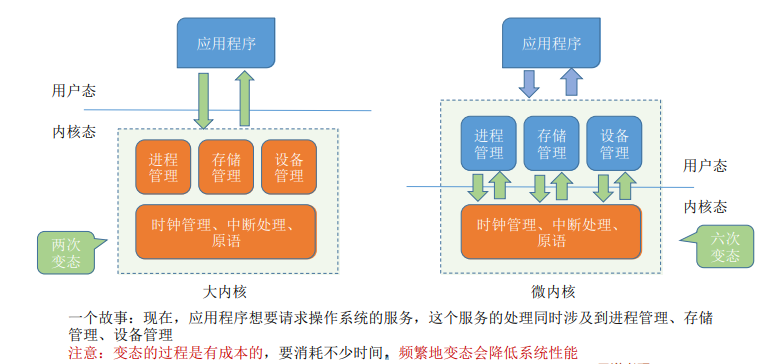 应用程序
用户态
内核态
进程
管理
存储
管理
设备
管理
时钟管理、中断处理、
原语
两次
变态
大内核
应用程序
进程
管理
存储
管理
设备
管理
用户态
内核态
时钟管理、中断处理、
原语
六次
变态
微内核
一个故事：现在，应用程序想要请求操作系统的服务，这个服务的处理同时涉及到进程管理、存储
管理、设备管理
注意：变态的过程是有成本的，要消耗不少时间，频繁地变态会降低系统性能